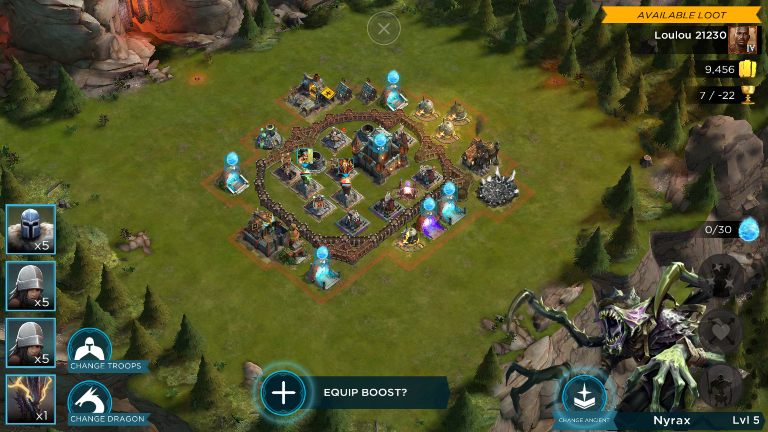 AVAILABLE LOOT
Loulou 21230
IV
9,456
7 / -22
0/30
x5
x5
x5
x1
CHANGE TROOPS
CHANGE DRAGON
EQUIP BOOST?
CHANGE ANCIENT
Nyrax
Lvl 5